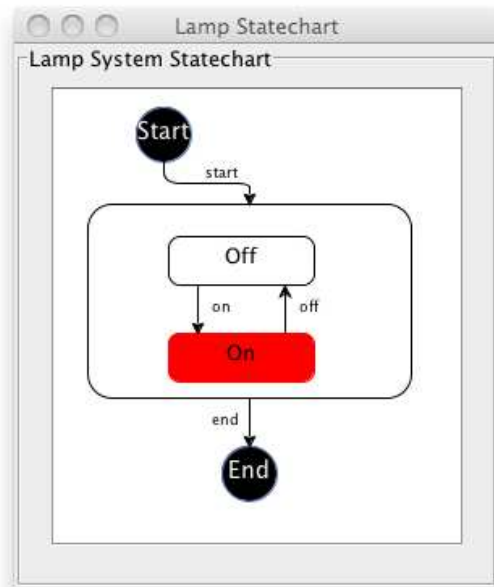 Lamp Statechart
Lamp System Statechart
Start
start
Off
on
off
On
end
End